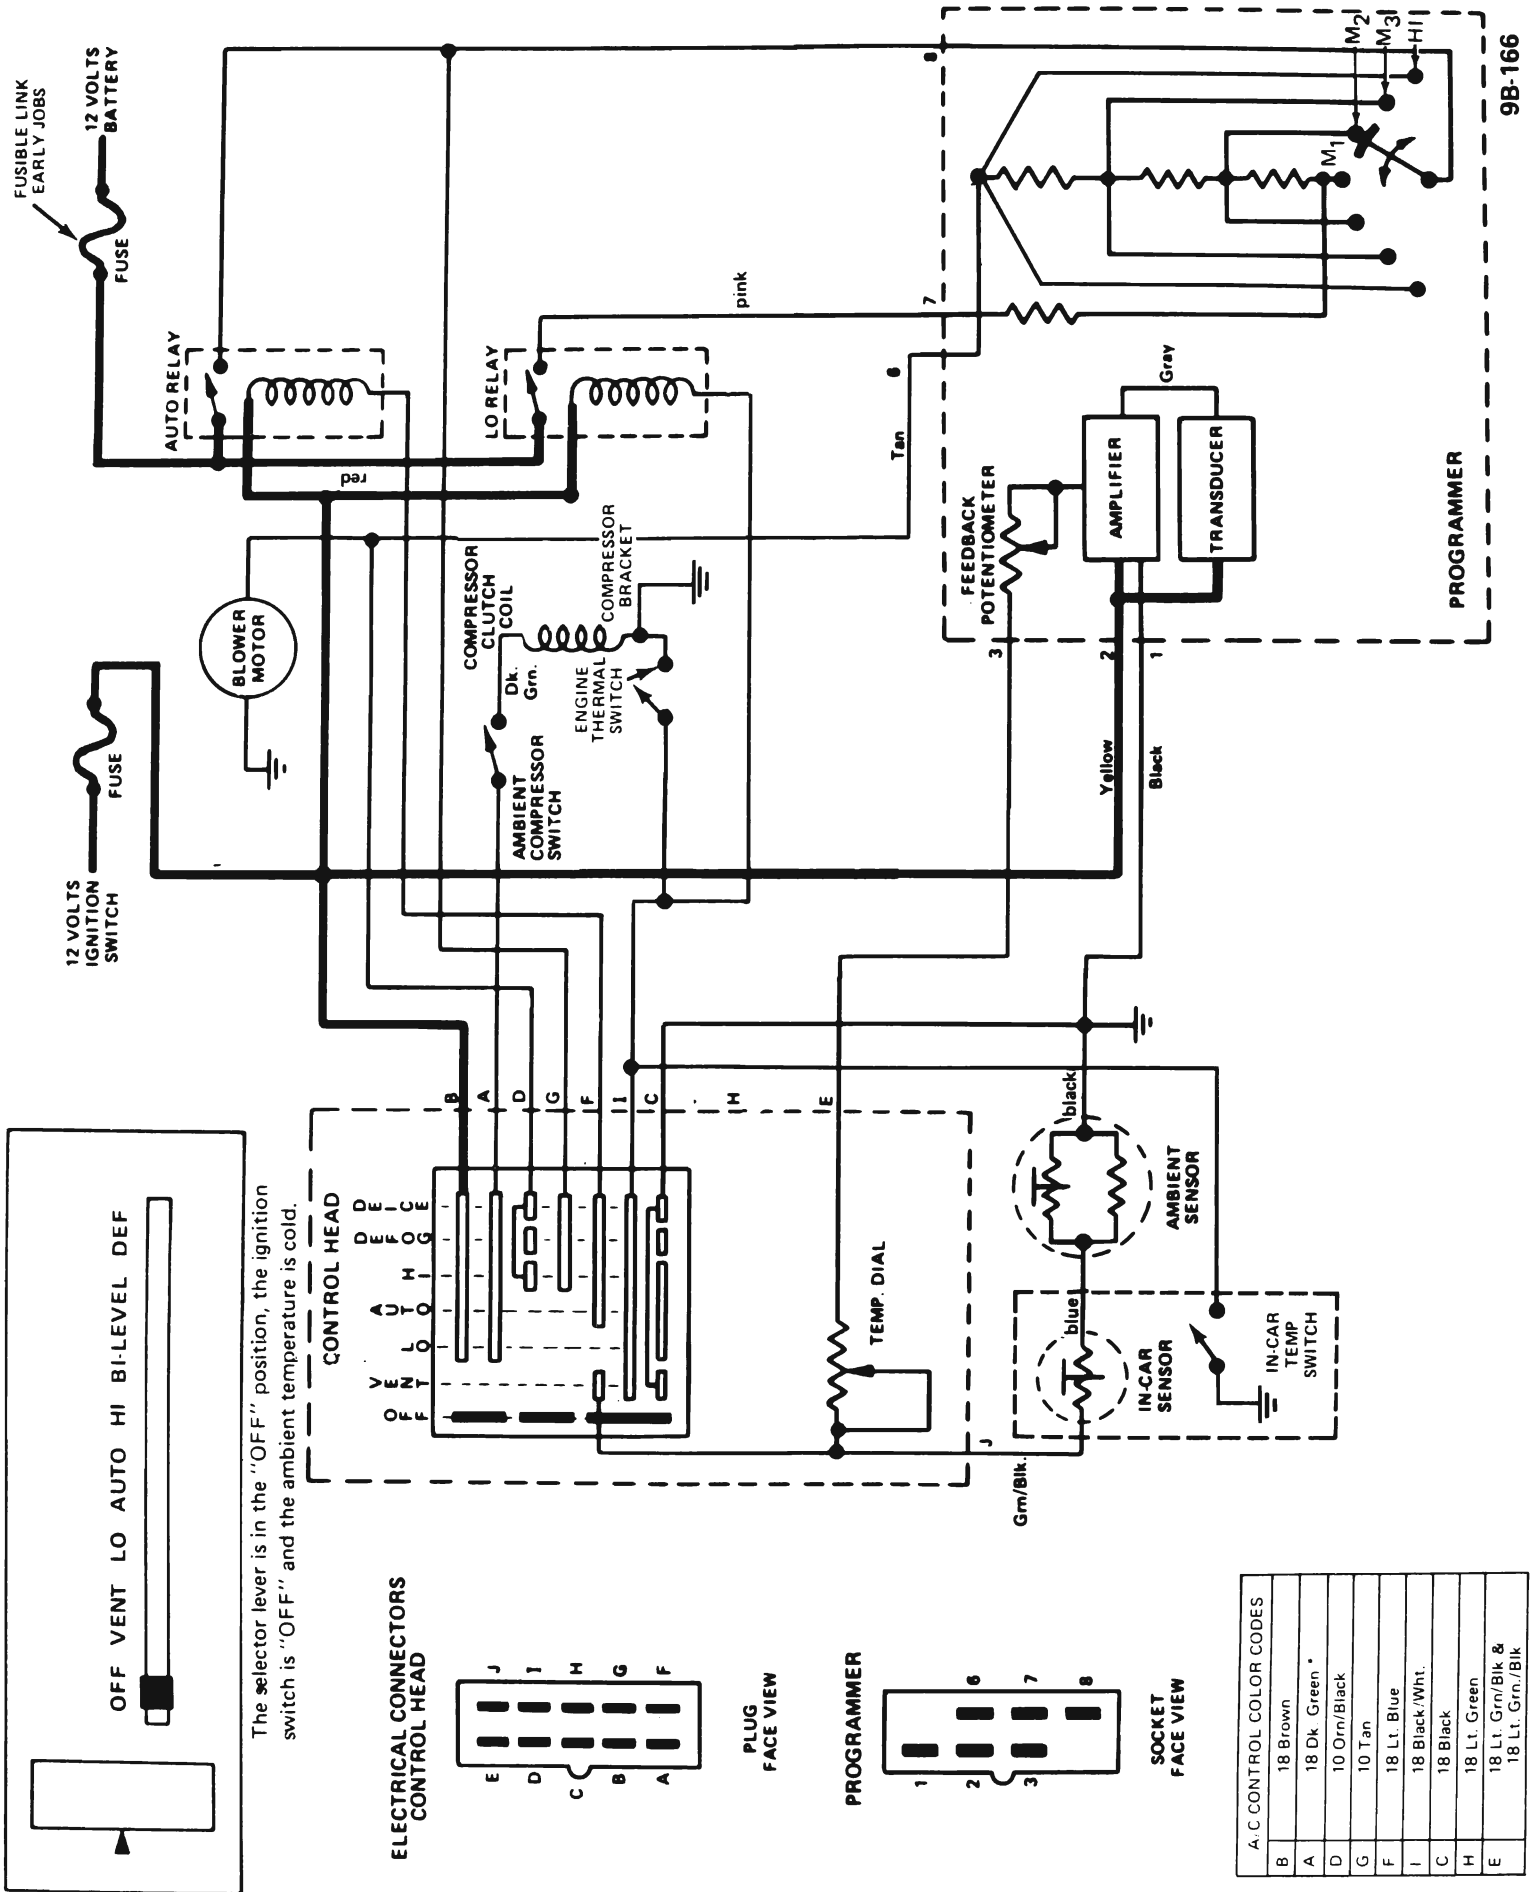 OFF VENT LO AUTO HI BI-LEVEL DEF
The selector lever is in the "OFF" position, the ignition
switch is "OFF" and the ambient temperature is cold.
12 VOLTS
IGNITION
SWITCH
FUSE
FUSIBLE LINK
EARLY JOBS
12 VOLTS
BATTERY
FUSE
BLOWER
MOTOR
AUTO RELAY
red
LO RELAY
pink
Tan
COMPRESSOR
CLUTCH
COIL
Dk.
Grn.
COMPRESSOR
BRACKET
ENGINE
THERMAL
SWITCH
AMBIENT
COMPRESSOR
SWITCH
CONTROL HEAD
OFF
VENT
LO
AUTO
HI
DEFOG
DEICE
B
A
D
G
F
I
C
H
E
J
TEMP. DIAL
Grn/Blk.
IN-CAR
SENSOR
blue
IN-CAR
TEMP
SWITCH
AMBIENT
SENSOR
black
Yellow
Black
3
2
1
6
7
8
FEEDBACK
POTENTIOMETER
AMPLIFIER
TRANSDUCER
Gray
PROGRAMMER
M1
M2
M3
HI
9B-166
ELECTRICAL CONNECTORS
CONTROL HEAD
J
I
H
G
F
E
D
C
B
A
PLUG
FACE VIEW
PROGRAMMER
6
7
8
1
2
3
SOCKET
FACE VIEW
A/C CONTROL COLOR CODES
B 18 Brown
A 18 Dk Green *
D 10 Orn/Black
G 10 Tan
F 18 Lt. Blue
I 18 Black/Wht.
C 18 Black
H 18 Lt. Green
E 18 Lt. Grn/Blk &
18 Lt. Grn./Blk